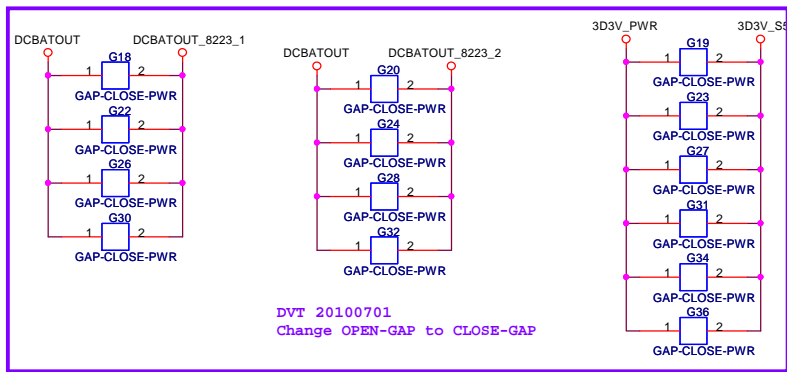 DCBATOUT DCBATOUT_8223_1
G18
1 2
GAP-CLOSE-PWR
G22
1 2
GAP-CLOSE-PWR
G26
1 2
GAP-CLOSE-PWR
G30
1 2
GAP-CLOSE-PWR
DCBATOUT DCBATOUT_8223_2
G20
1 2
GAP-CLOSE-PWR
G24
1 2
GAP-CLOSE-PWR
G28
1 2
GAP-CLOSE-PWR
G32
1 2
GAP-CLOSE-PWR
DVT 20100701
Change OPEN-GAP to CLOSE-GAP
3D3V_PWR 3D3V_S5
G19
1 2
GAP-CLOSE-PWR
G23
1 2
GAP-CLOSE-PWR
G27
1 2
GAP-CLOSE-PWR
G31
1 2
GAP-CLOSE-PWR
G34
1 2
GAP-CLOSE-PWR
G36
1 2
GAP-CLOSE-PWR